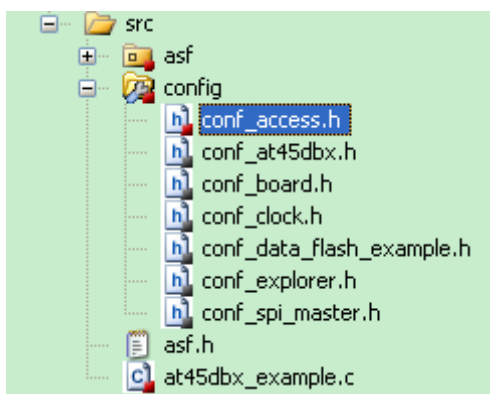 src
asf
config
conf_access.h
conf_at45dbx.h
conf_board.h
conf_clock.h
conf_data_flash_example.h
conf_explorer.h
conf_spi_master.h
asf.h
at45dbx_example.c